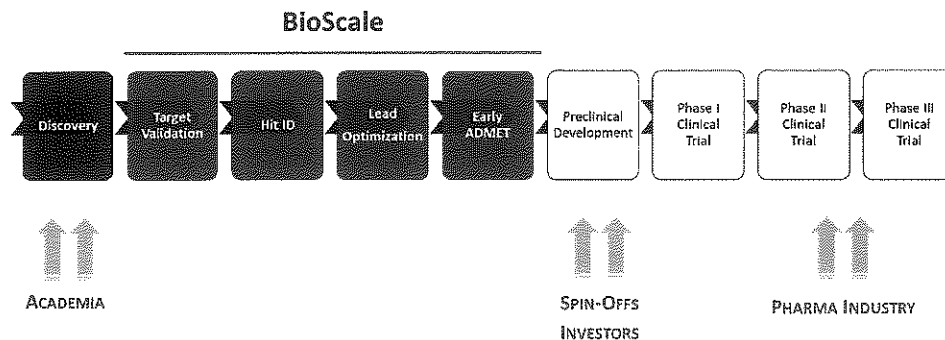 BioScale
Discovery
Target
Validation
Hit ID
Lead
Optimization
Early
ADMET
Preclinical
Development
Phase I
Clinical
Trial
Phase II
Clinical
Trial
Phase III
Clinical
Trial
ACADEMIA
SPIN-OFFS
INVESTORS
PHARMA INDUSTRY